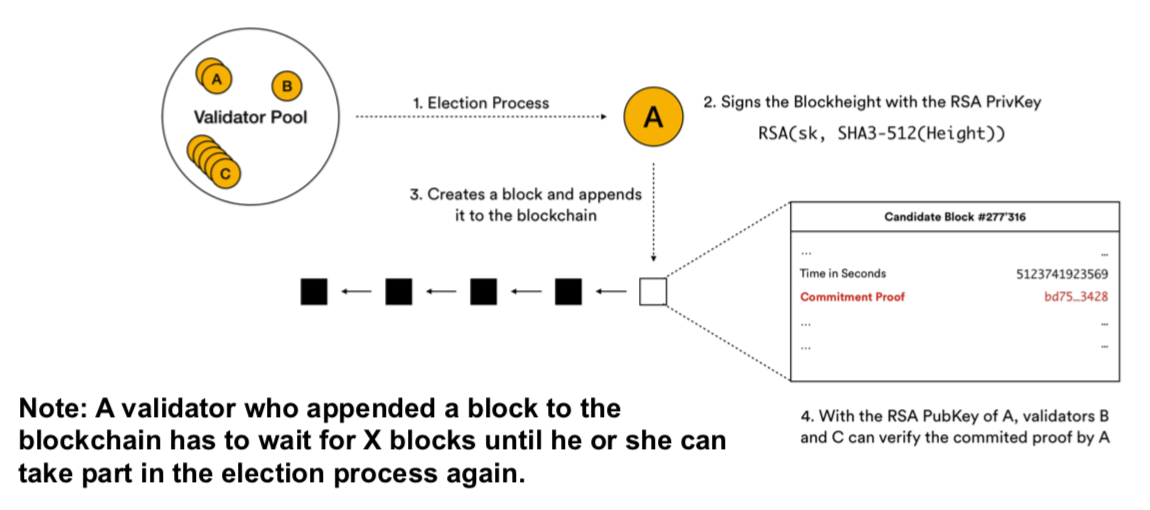 A
B
Validator Pool
C
1. Election Process
A
2. Signs the Blockheight with the RSA PrivKey
RSA(sk, SHA3-512(Height))
3. Creates a block and appends
it to the blockchain
Candidate Block #277'316
... ...
Time in Seconds 5123741923569
Commitment Proof bd75...3428
... ...
... ...
4. With the RSA PubKey of A, validators B
and C can verify the commited proof by A
Note: A validator who appended a block to the
blockchain has to wait for X blocks until he or she can
take part in the election process again.